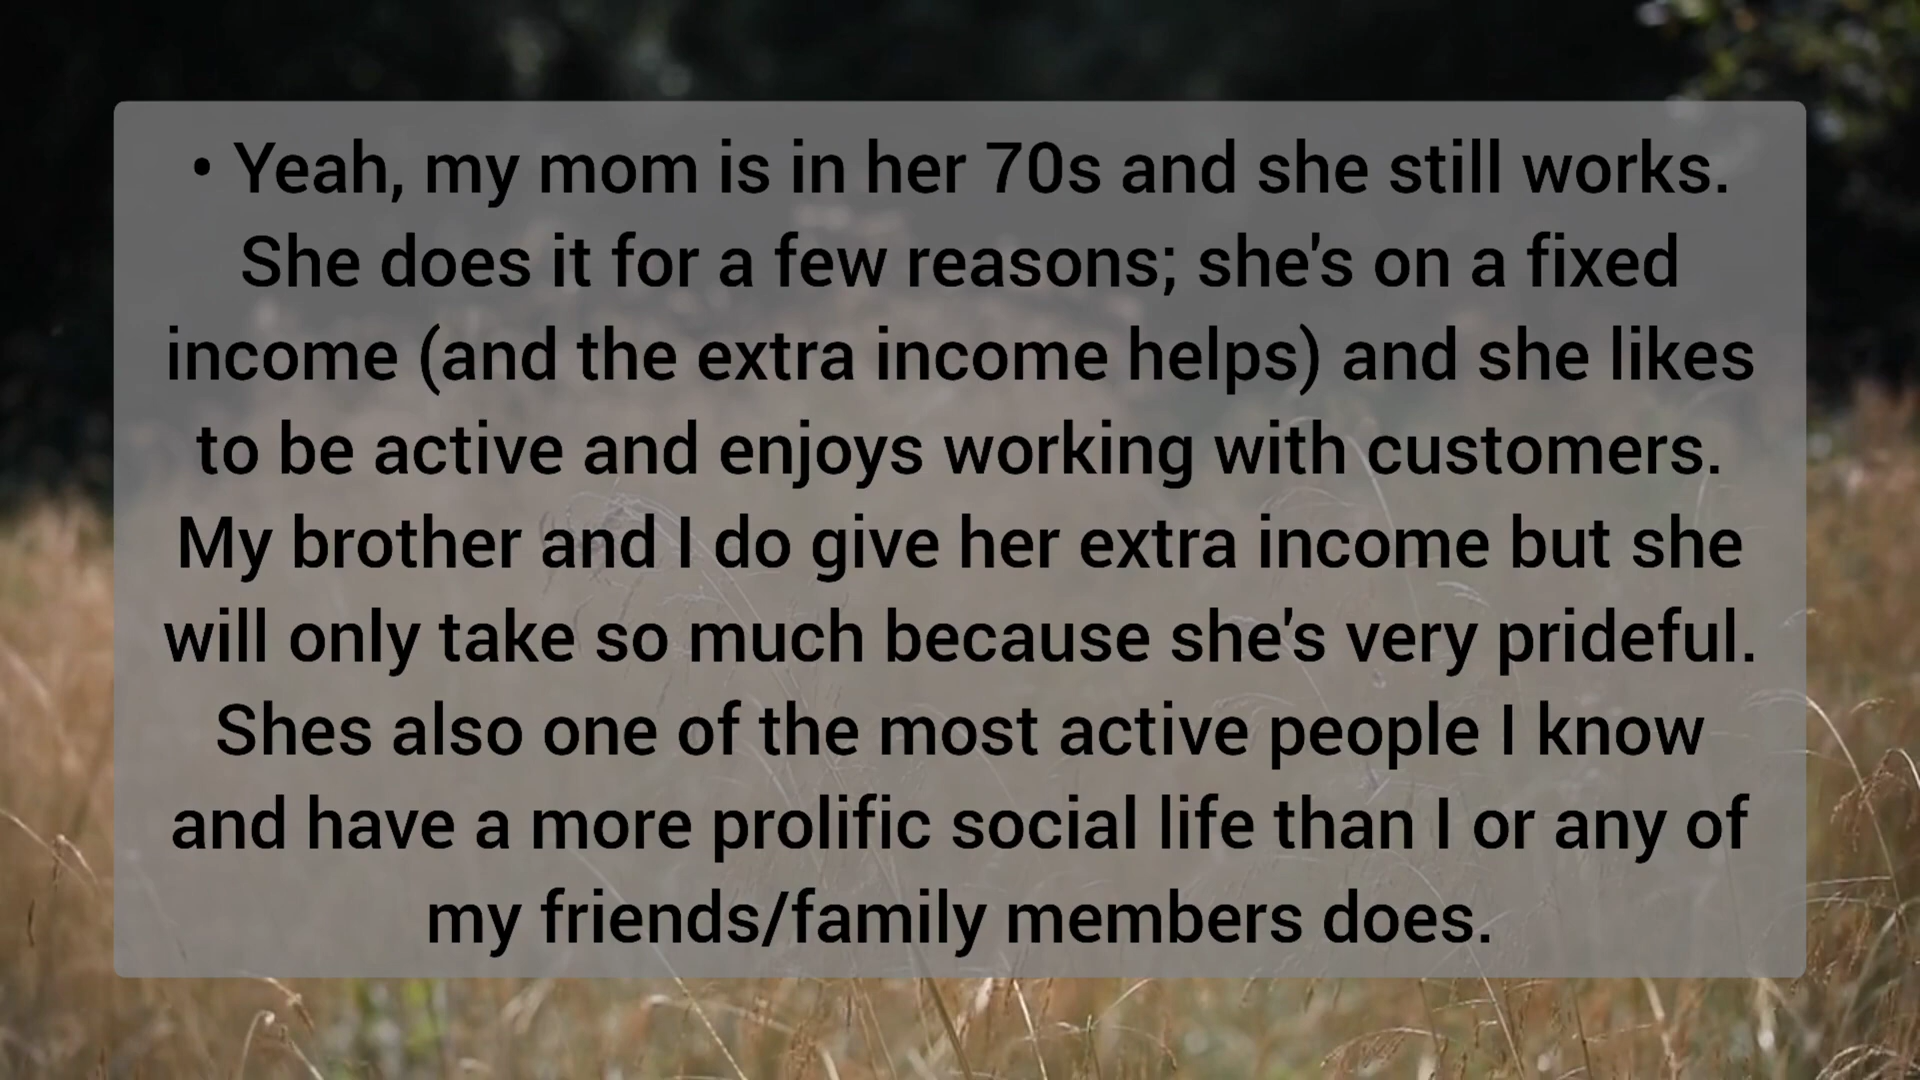 • Yeah, my mom is in her 70s and she still works.
She does it for a few reasons; she's on a fixed
income (and the extra income helps) and she likes
to be active and enjoys working with customers.
My brother and I do give her extra income but she
will only take so much because she's very prideful.
Shes also one of the most active people I know
and have a more prolific social life than I or any of
my friends/family members does.